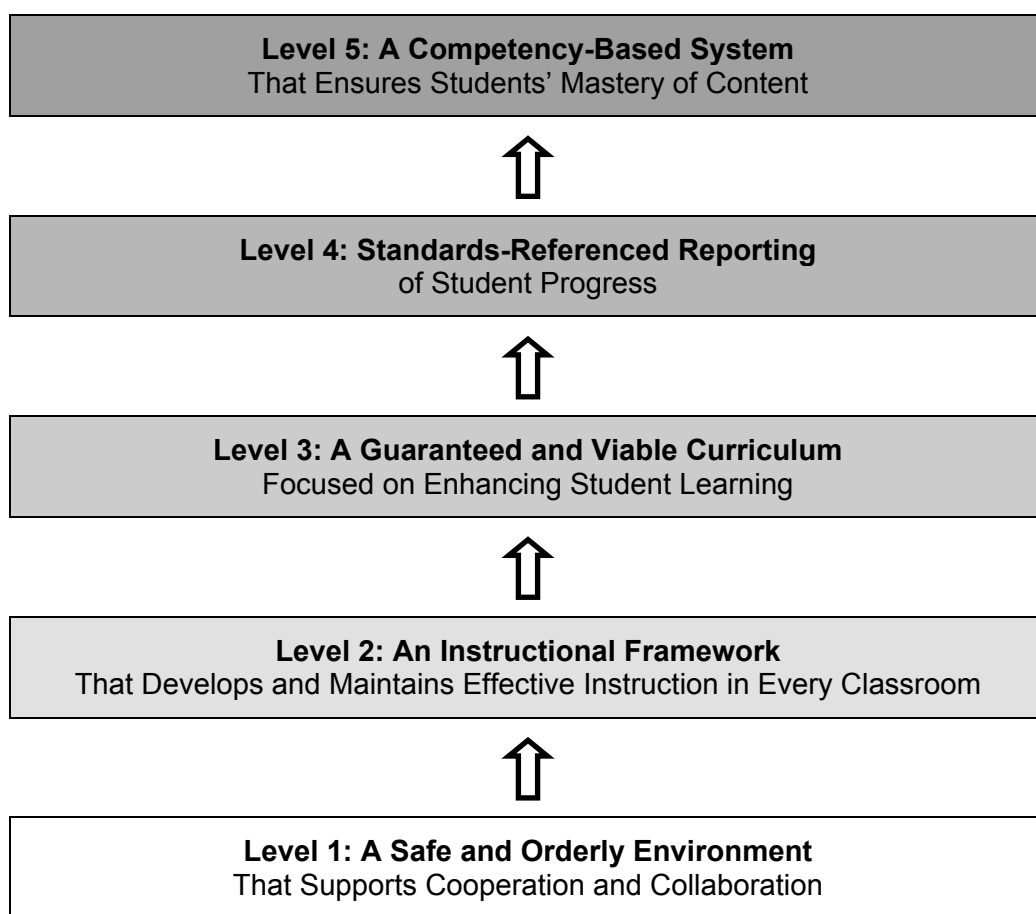 Level 5: A Competency-Based System
That Ensures Students’ Mastery of Content
Level 4: Standards-Referenced Reporting
of Student Progress
Level 3: A Guaranteed and Viable Curriculum
Focused on Enhancing Student Learning
Level 2: An Instructional Framework
That Develops and Maintains Effective Instruction in Every Classroom
Level 1: A Safe and Orderly Environment
That Supports Cooperation and Collaboration